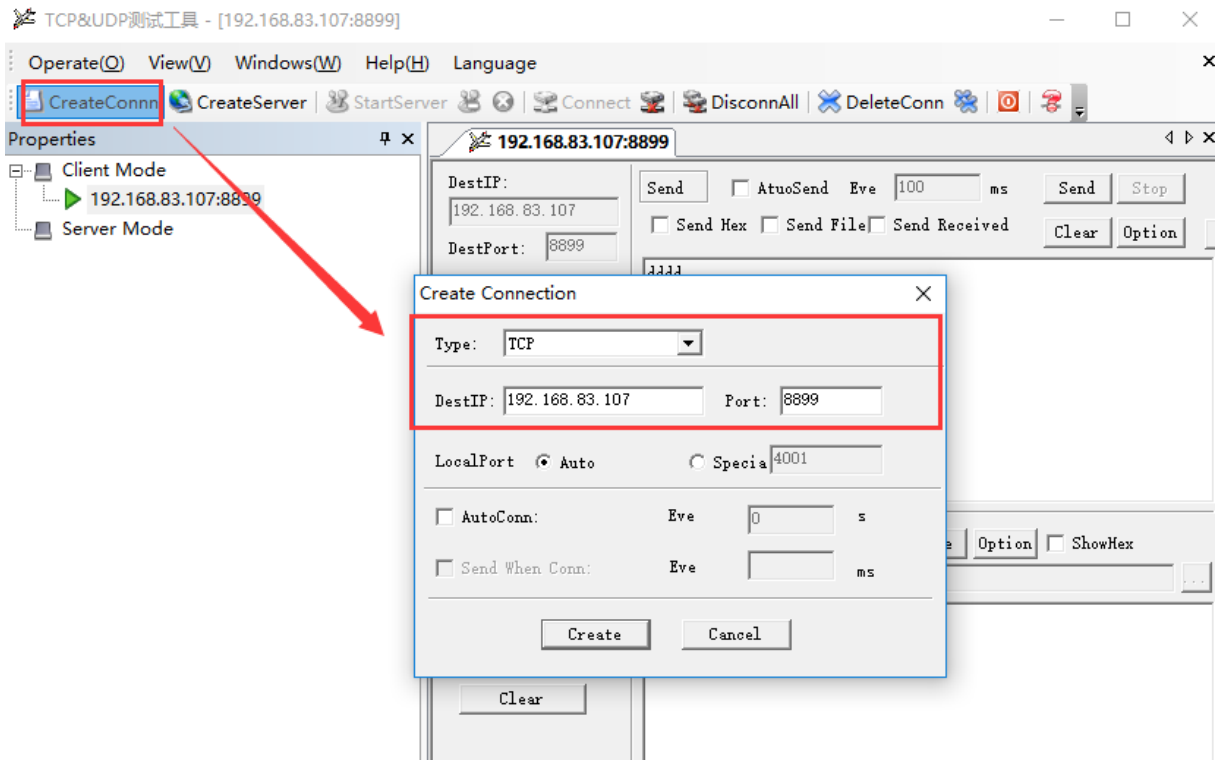 TCP&UDP测试工具 - [192.168.83.107:8899]
Operate(O) View(V) Windows(W) Help(H) Language
CreateConnn CreateServer StartServer Connect DisconnAll DeleteConn
Properties
192.168.83.107:8899
Client Mode
192.168.83.107:8899
Server Mode
DestIP:
192.168.83.107
DestPort: 8899
Send AtuoSend Eve 100 ms Send Stop
Send Hex Send File Send Received Clear Option
dddd
Create Connection
Type: TCP
DestIP: 192.168.83.107 Port: 8899
LocalPort Auto Specia 4001
AutoConn: Eve 0 s
Send When Conn: Eve ms
Create Cancel
Option ShowHex
...
Clear